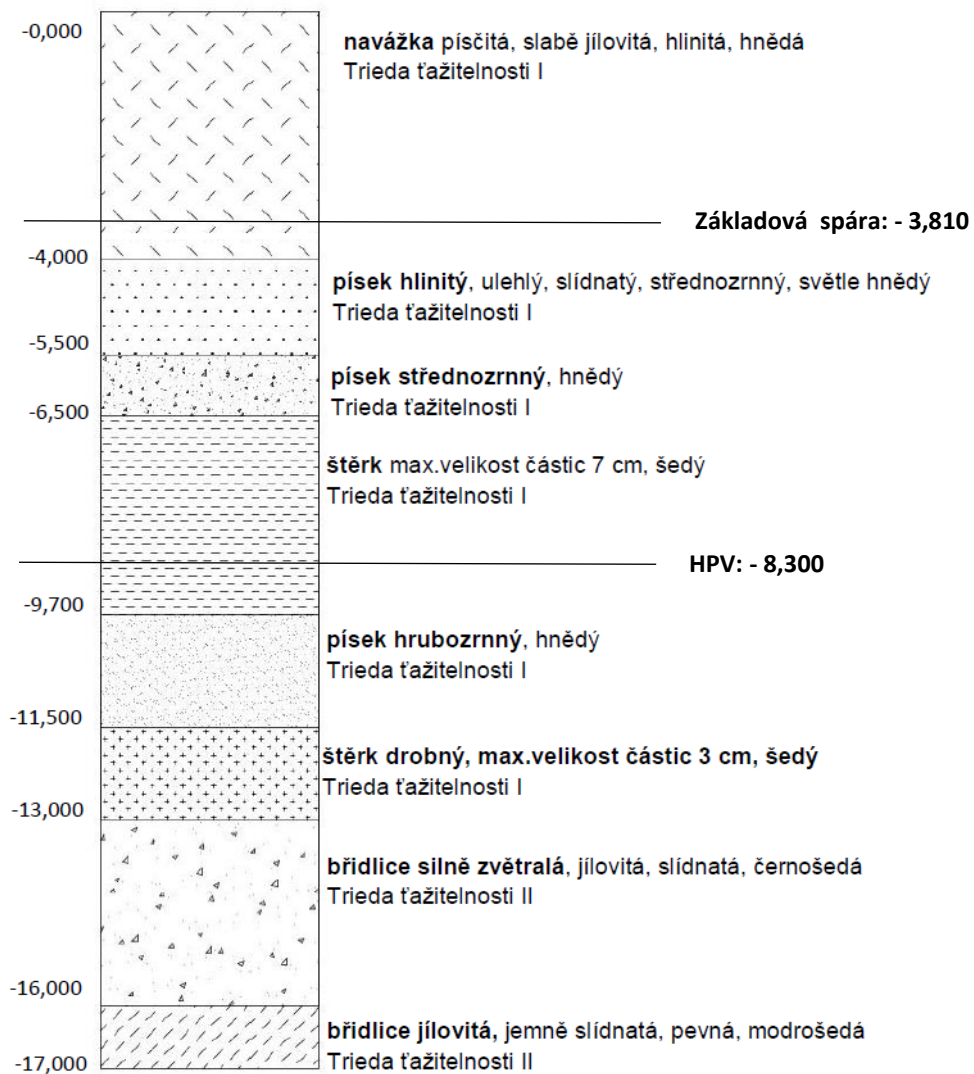 -0,000
navážka písčitá, slabě jílovitá, hlinitá, hnědá
Trieda ťažitelnosti I
Základová spára: - 3,810
-4,000
písek hlinitý, ulehlý, slídnatý, střednozrnný, světle hnědý
Trieda ťažitelnosti I
-5,500
písek střednozrnný, hnědý
Trieda ťažitelnosti I
-6,500
štěrk max.velikost částic 7 cm, šedý
Trieda ťažitelnosti I
HPV: - 8,300
-9,700
písek hrubozrnný, hnědý
Trieda ťažitelnosti I
-11,500
štěrk drobný, max.velikost částic 3 cm, šedý
Trieda ťažitelnosti I
-13,000
břidlice silně zvětralá, jílovitá, slídnatá, černošedá
Trieda ťažitelnosti II
-16,000
břidlice jílovitá, jemně slídnatá, pevná, modrošedá
Trieda ťažitelnosti II
-17,000